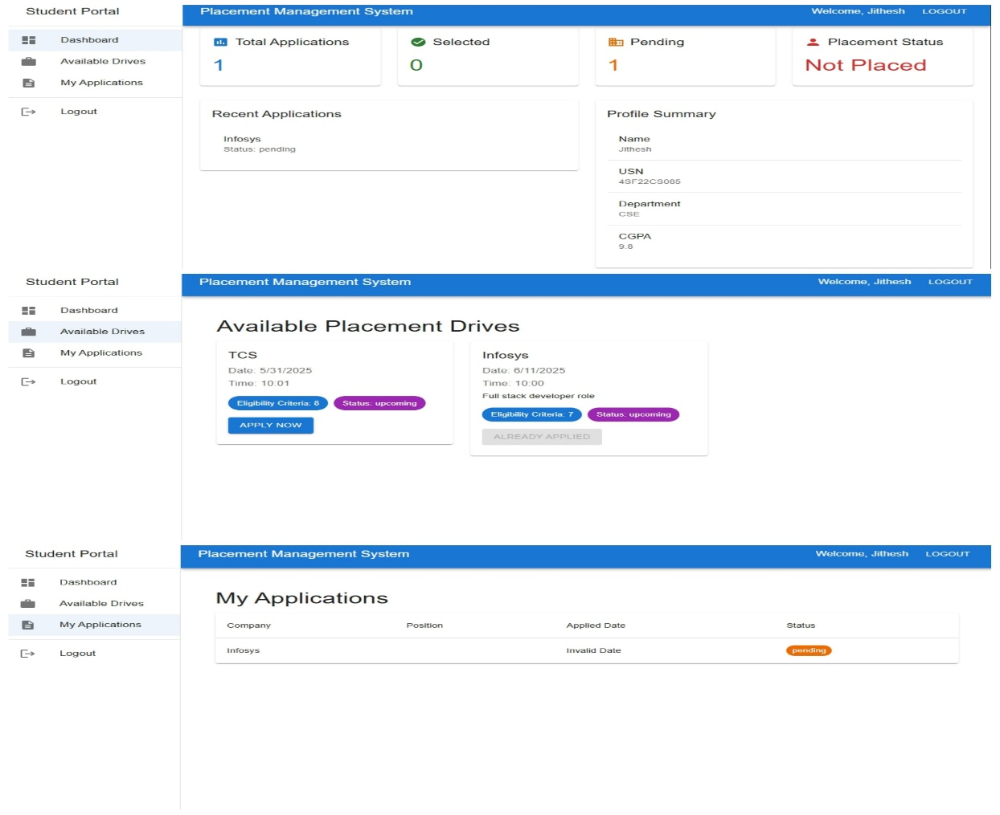 Student Portal
Placement Management System
Welcome, Jithesh
LOGOUT
Dashboard
Available Drives
My Applications
Logout
Total Applications
1
Selected
0
Pending
1
Placement Status
Not Placed
Recent Applications
Infosys
Status: pending
Profile Summary
Name
Jithesh
USN
4SF22CS085
Department
CSE
CGPA
9.8
Student Portal
Placement Management System
Welcome, Jithesh
LOGOUT
Dashboard
Available Drives
My Applications
Logout
Available Placement Drives
TCS
Date: 5/31/2025
Time: 10:01
Eligibility Criteria: 8
Status: upcoming
APPLY NOW
Infosys
Date: 6/11/2025
Time: 10:00
Full stack developer role
Eligibility Criteria: 7
Status: upcoming
ALREADY APPLIED
Student Portal
Placement Management System
Welcome, Jithesh
LOGOUT
Dashboard
Available Drives
My Applications
Logout
My Applications
Company Position Applied Date Status
Infosys Invalid Date pending